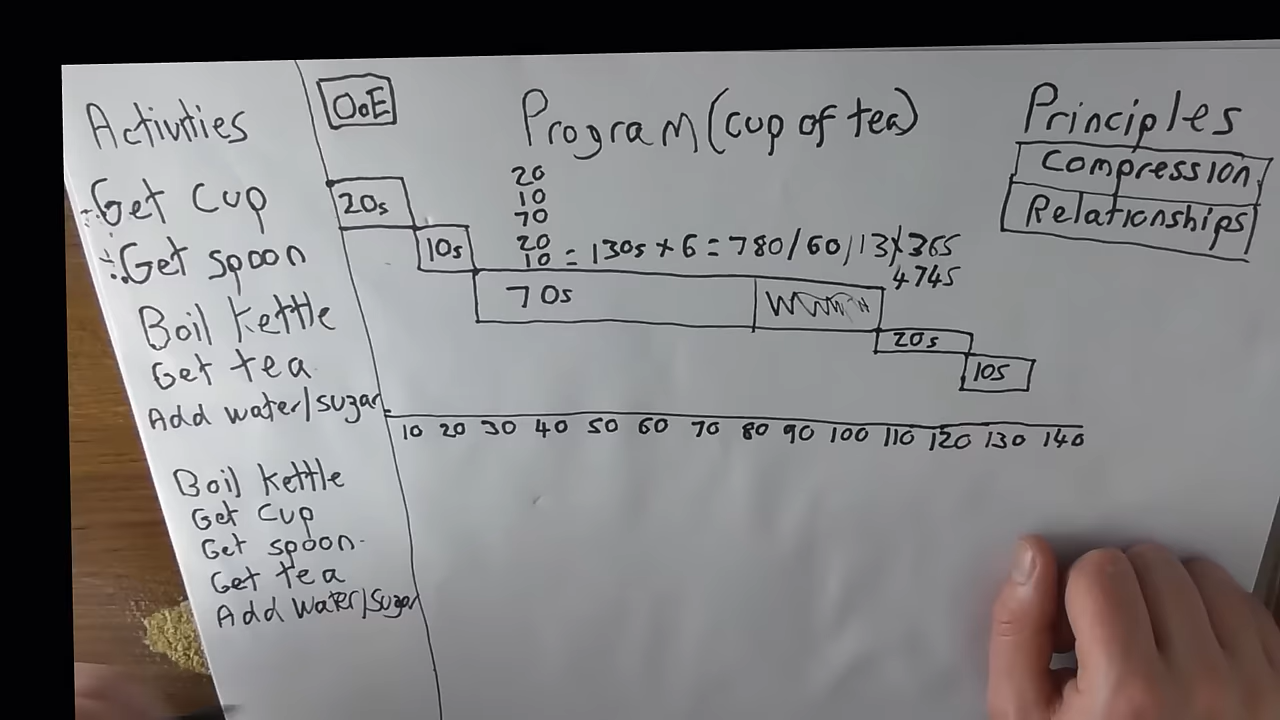 Activities
OoE
Program (cup of tea)
Principles
Compression
Relationships
Get cup
20s
20
10
70
20
10 = 130s × 6 = 780/60, 13 × 365
4745
Get spoon
10s
Boil kettle
70s
Get tea
20s
Add water/sugar
10s
10 20 30 40 50 60 70 80 90 100 110 120 130 140
Boil kettle
Get cup
Get spoon
Get tea
Add water/sugar